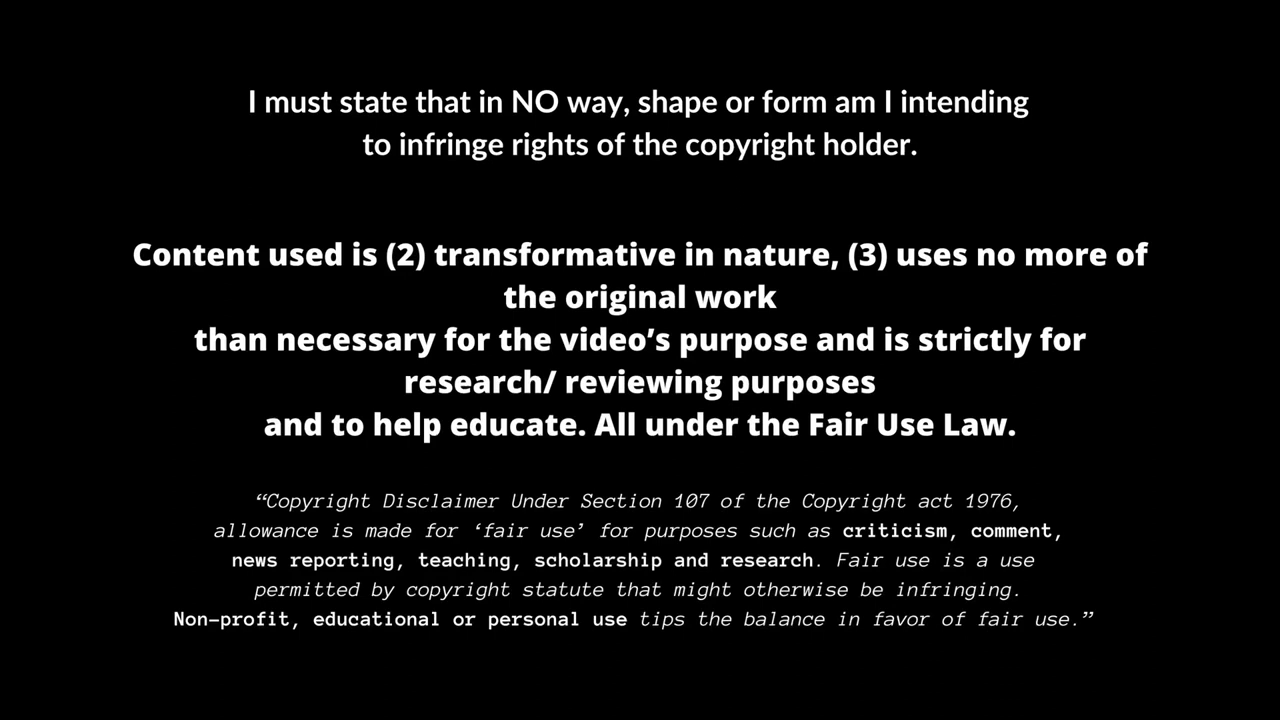 I must state that in NO way, shape or form am I intending
to infringe rights of the copyright holder.
Content used is (2) transformative in nature, (3) uses no more of
the original work
than necessary for the video’s purpose and is strictly for
research/ reviewing purposes
and to help educate. All under the Fair Use Law.
“Copyright Disclaimer Under Section 107 of the Copyright act 1976,
allowance is made for ‘fair use’ for purposes such as criticism, comment,
news reporting, teaching, scholarship and research. Fair use is a use
permitted by copyright statute that might otherwise be infringing.
Non-profit, educational or personal use tips the balance in favor of fair use.”